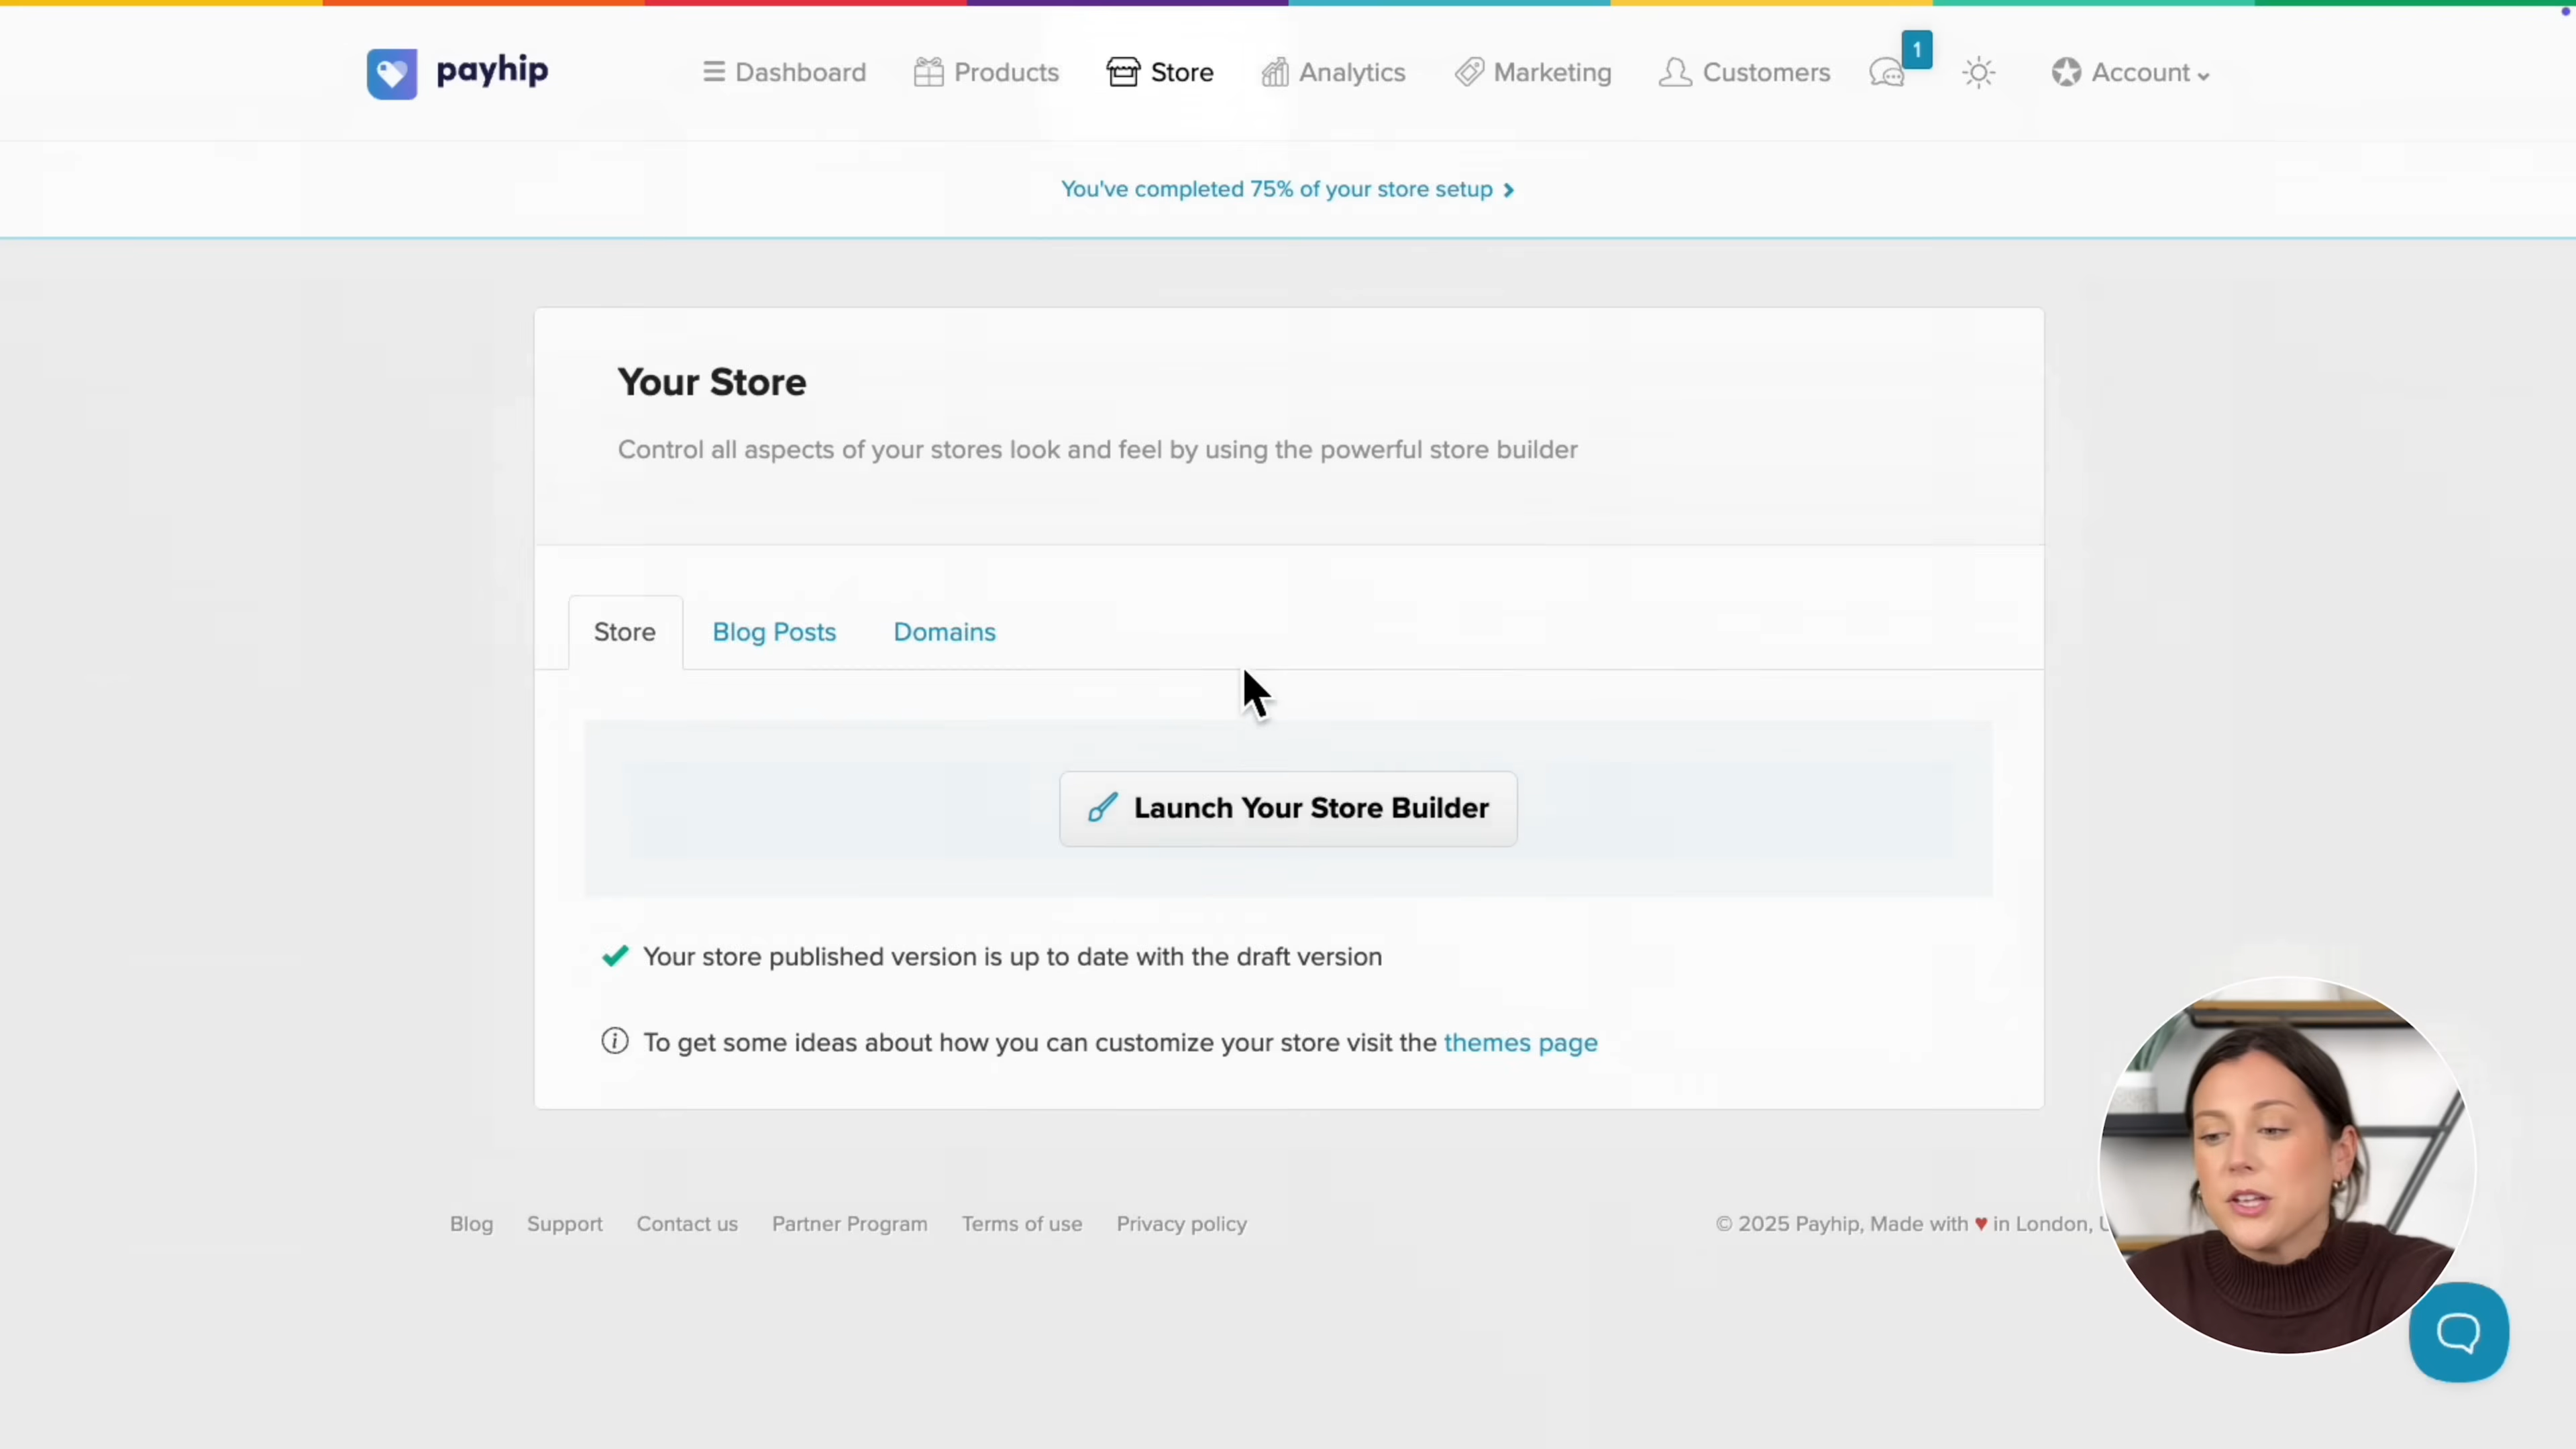 payhip
Dashboard
Products
Store
Analytics
Marketing
Customers
1
Account
You've completed 75% of your store setup
Your Store
Control all aspects of your stores look and feel by using the powerful store builder
Store
Blog Posts
Domains
Launch Your Store Builder
Your store published version is up to date with the draft version
To get some ideas about how you can customize your store visit the themes page
Blog
Support
Contact us
Partner Program
Terms of use
Privacy policy
© 2025 Payhip, Made with ♥ in London,